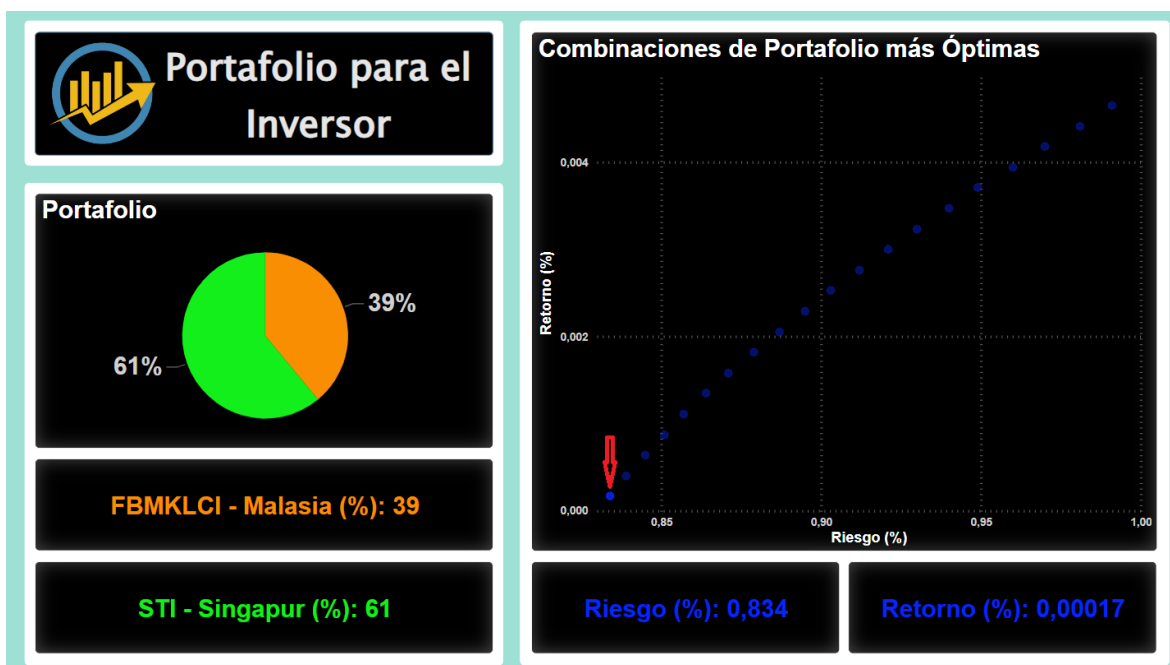 Portafolio para el
Inversor
Portafolio
39%
61%
FBMKLCI - Malasia (%): 39
STI - Singapur (%): 61
Combinaciones de Portafolio más Óptimas
Retorno (%)
0,004
0,002
0,000
0,85
0,90
0,95
1,00
Riesgo (%)
Riesgo (%): 0,834
Retorno (%): 0,00017